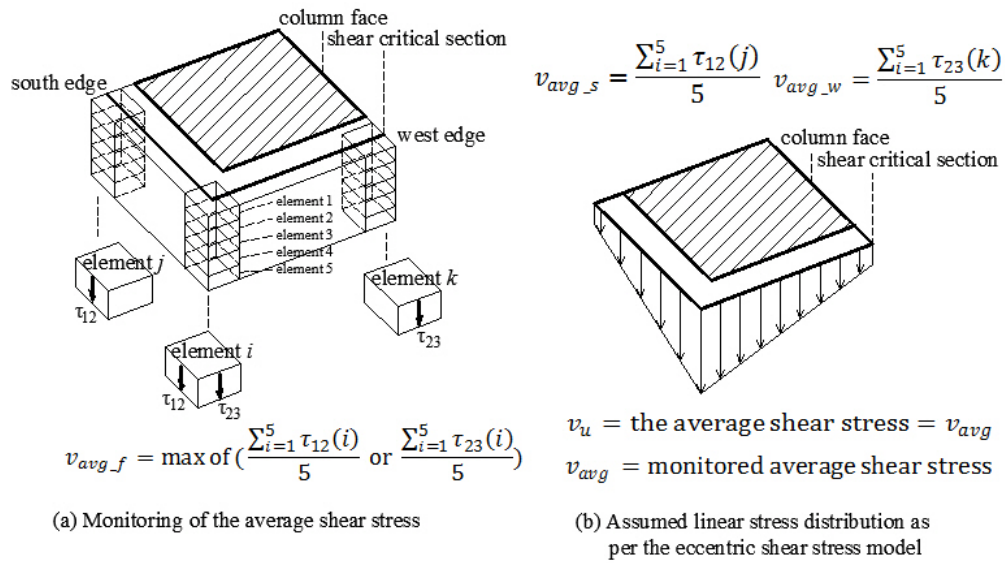 column face
shear critical section
south edge
west edge
element 1
element 2
element 3
element 4
element 5
element j
τ12
element k
τ23
element i
τ12
τ23
v_avg_f = max of (∑_{i=1}^{5} τ12(i) / 5 or ∑_{i=1}^{5} τ23(i) / 5)
(a) Monitoring of the average shear stress
v_avg_s = ∑_{i=1}^{5} τ12(j) / 5 v_avg_w = ∑_{i=1}^{5} τ23(k) / 5
column face
shear critical section
v_u = the average shear stress = v_avg
v_avg = monitored average shear stress
(b) Assumed linear stress distribution as
per the eccentric shear stress model